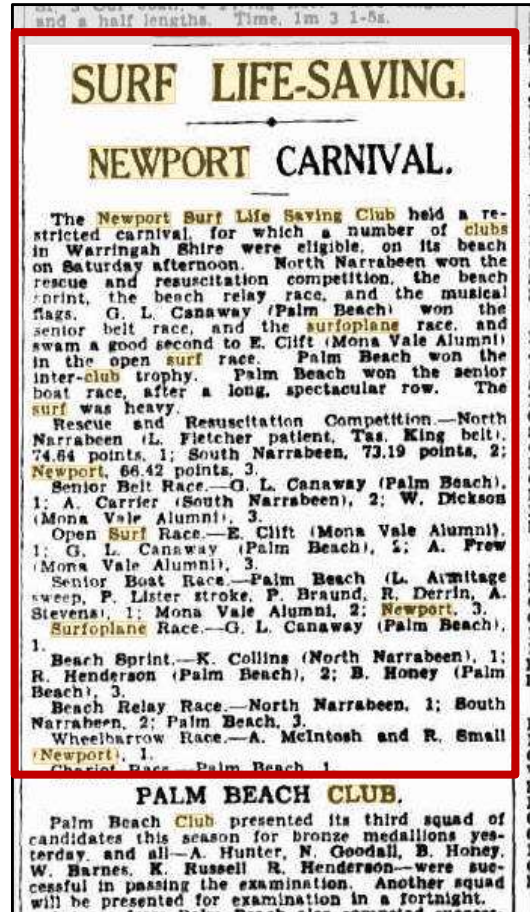 and a half lengths. Time, 1m 3 1-5s.
SURF LIFE-SAVING.
NEWPORT CARNIVAL.
The Newport Surf Life Saving Club held a re-
stricted carnival, for which a number of clubs
in Warringah Shire were eligible, on its beach
on Saturday afternoon. North Narrabeen won the
rescue and resuscitation competition, the beach
sprint, the beach relay race, and the musical
flags. G. L. Canaway (Palm Beach) won the
senior belt race, and the surfoplane race, and
swam a good second to E. Clift (Mona Vale Alumni)
in the open surf race. Palm Beach won the
inter-club trophy. Palm Beach won the senior
boat race, after a long, spectacular row. The
surf was heavy.
Rescue and Resuscitation Competition.—North
Narrabeen (L. Fletcher patient, Tas. King belt),
74.64 points, 1; South Narrabeen, 73.19 points, 2;
Newport, 66.42 points, 3.
Senior Belt Race.—G. L. Canaway (Palm Beach),
1; A. Carrier (South Narrabeen), 2; W. Dickson
(Mona Vale Alumni), 3.
Open Surf Race.—E. Clift (Mona Vale Alumni),
1; G. L. Canaway (Palm Beach), 2; A. Prew
(Mona Vale Alumni), 3.
Senior Boat Race.—Palm Beach (L. Armitage
sweep, P. Lister stroke, P. Braund, R. Derrin, A.
Stevens), 1; Mona Vale Alumni, 2; Newport, 3.
Surfoplane Race.—G. L. Canaway (Palm Beach),
1.
Beach Sprint.—K. Collins (North Narrabeen), 1;
R. Henderson (Palm Beach), 2; B. Honey (Palm
Beach), 3.
Beach Relay Race.—North Narrabeen, 1; South
Narrabeen, 2; Palm Beach, 3.
Wheelbarrow Race.—A. McIntosh and R. Small
(Newport), 1.
Chariot Race.—Palm Beach, 1.
PALM BEACH CLUB.
Palm Beach Club presented its third squad of
candidates this season for bronze medallions yes-
terday, and all—A. Hunter, N. Goodall, B. Honey,
W. Barnes, K. Russell R. Henderson—were suc-
cessful in passing the examination. Another squad
will be presented for examination in a fortnight.